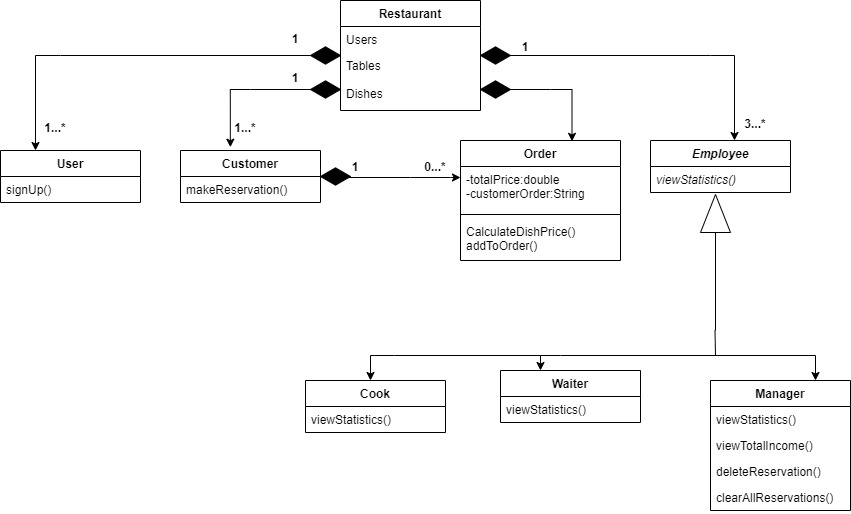 Restaurant
Users
Tables
Dishes
1
1
1
1...*
1...*
3...*
User
signUp()
Customer
makeReservation()
1
0...*
Order
-totalPrice:double
-customerOrder:String
CalculateDishPrice()
addToOrder()
Employee
viewStatistics()
Cook
viewStatistics()
Waiter
viewStatistics()
Manager
viewStatistics()
viewTotalIncome()
deleteReservation()
clearAllReservations()